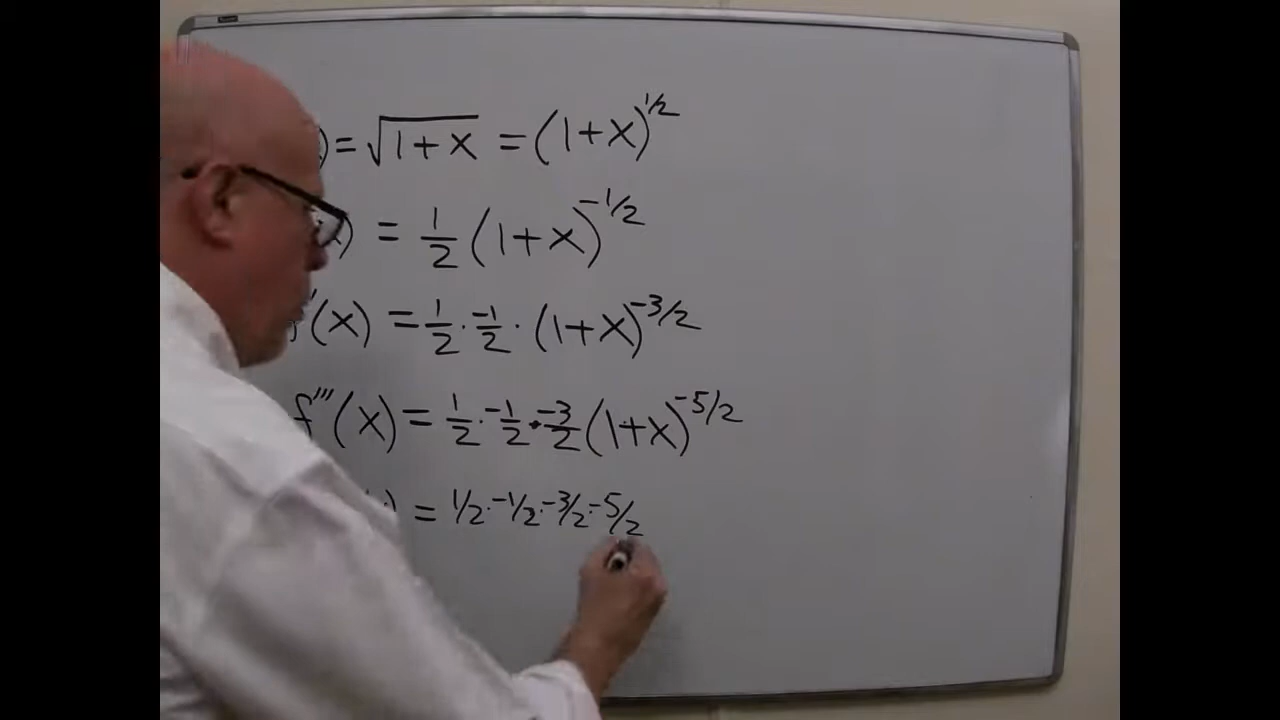 ) = √1+x = (1+x)^1/2
) = 1/2 (1+x)^-1/2
f''(x) = 1/2 · -1/2 · (1+x)^-3/2
f'''(x) = 1/2 · -1/2 · -3/2 (1+x)^-5/2
) = 1/2 · -1/2 · -3/2 · -5/2